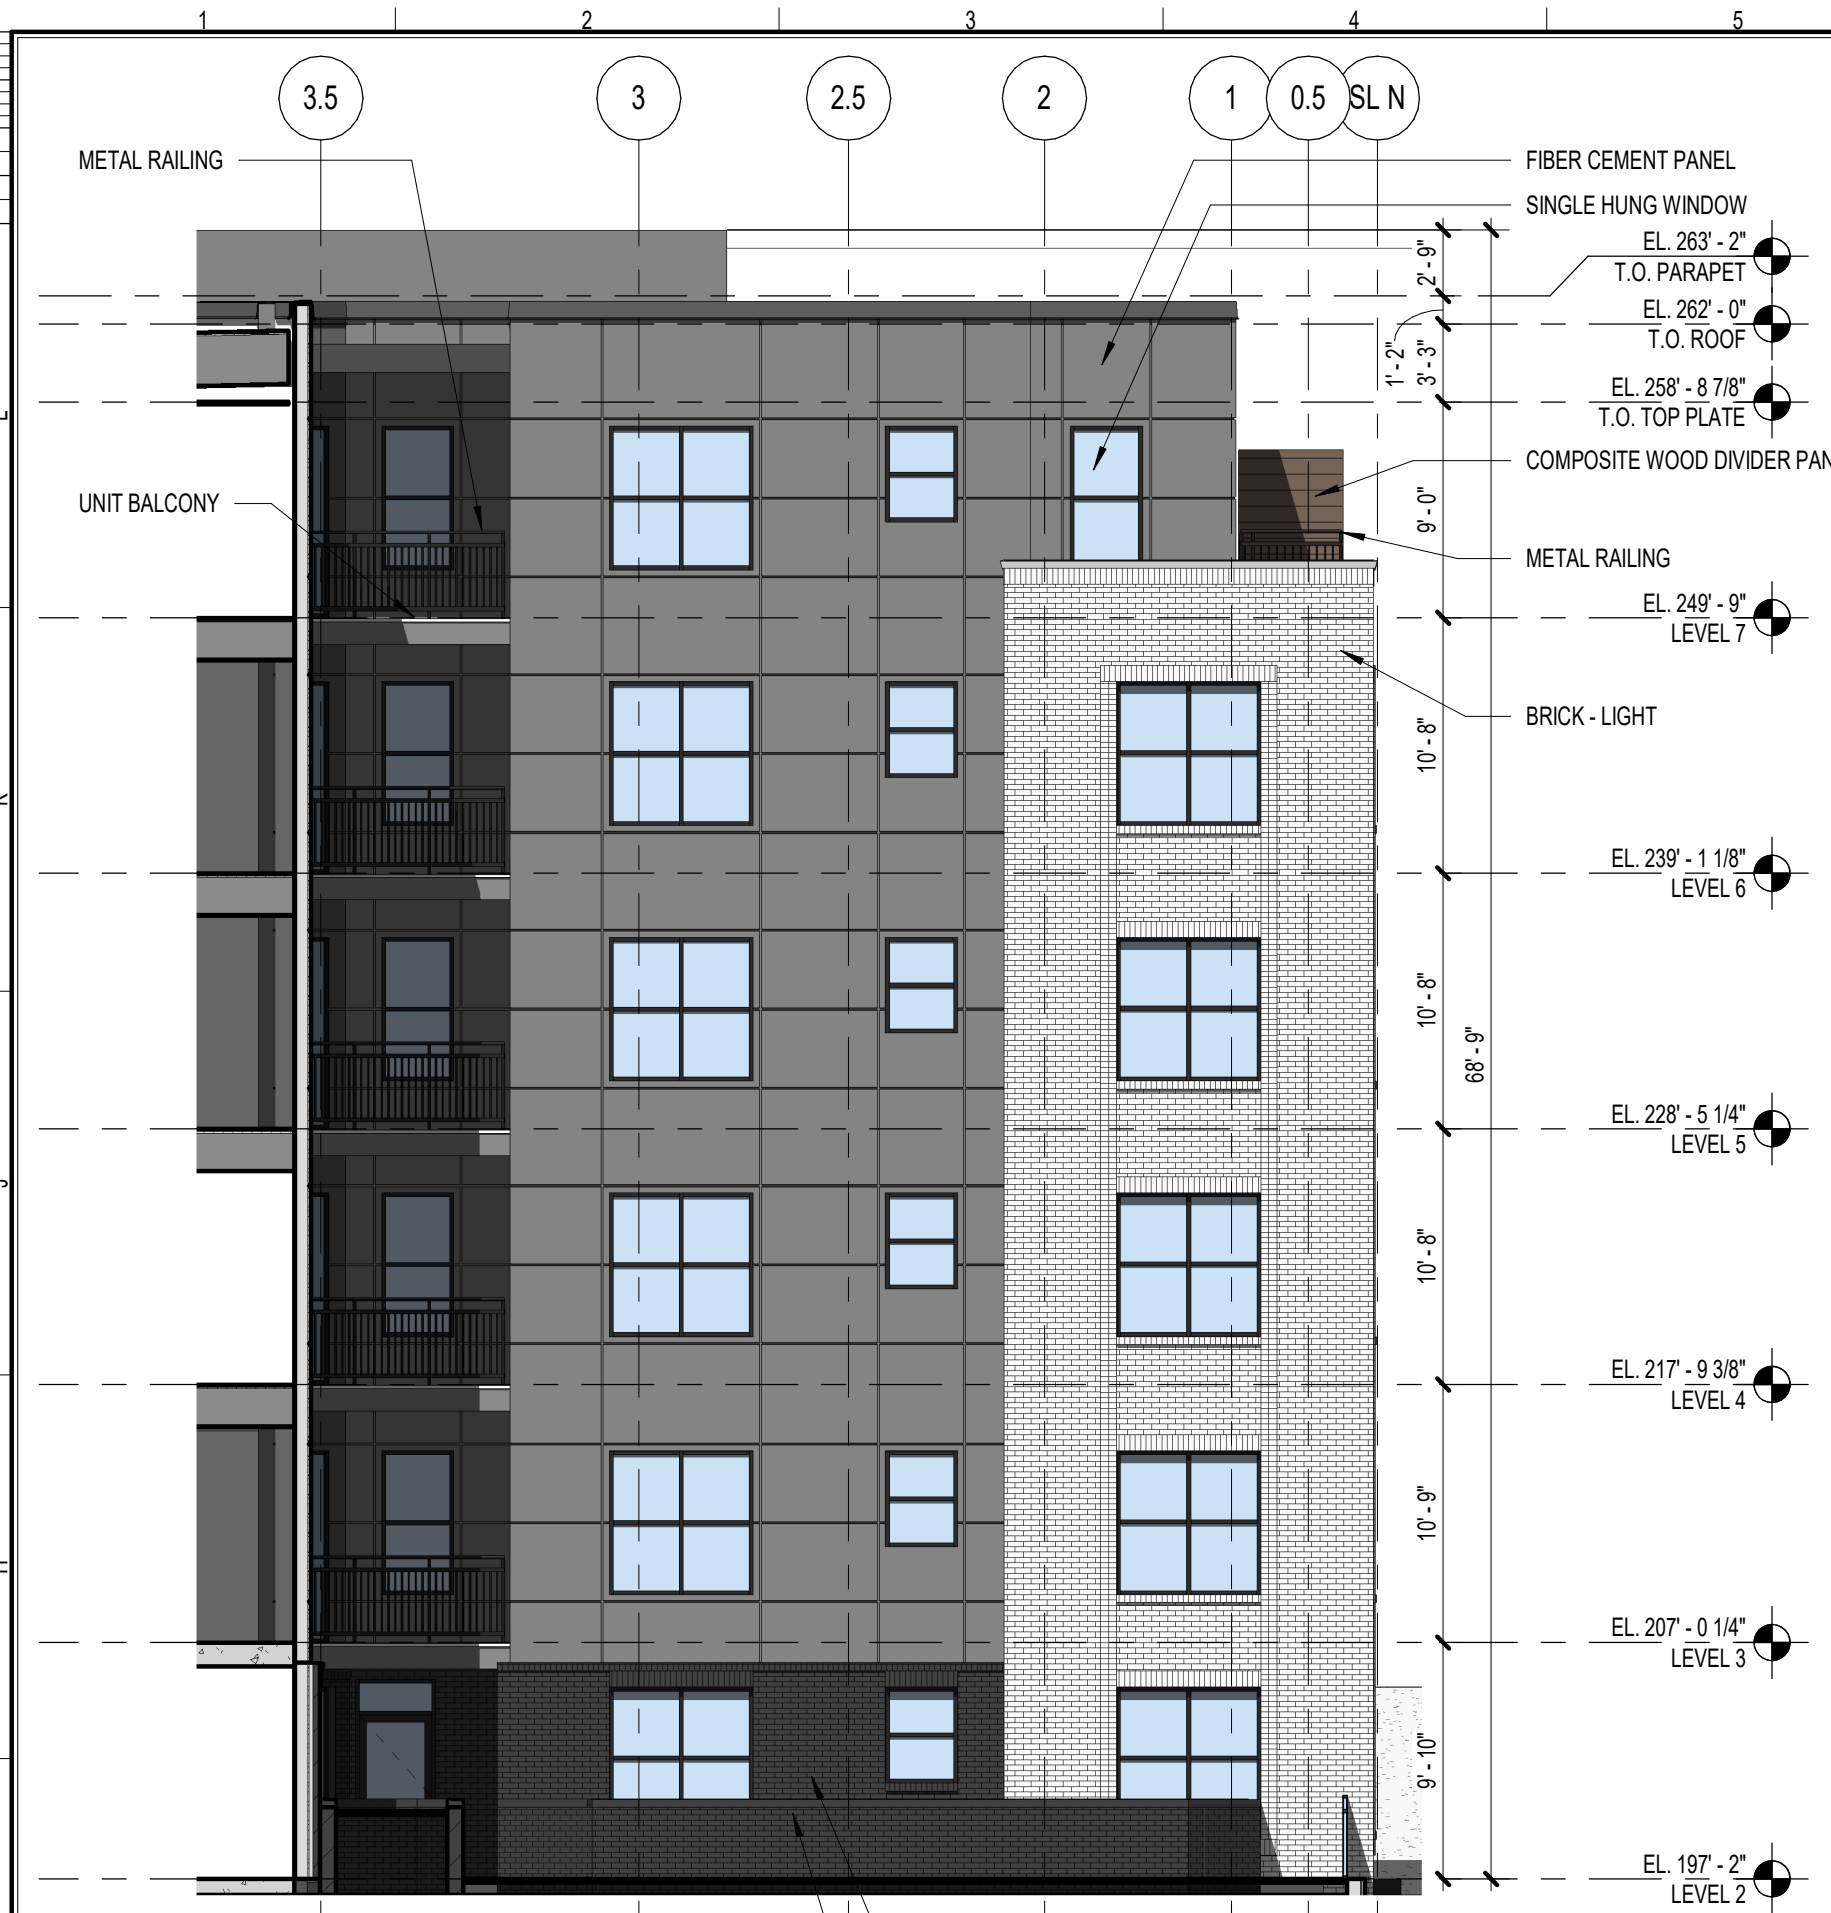 1 2 3 4 5
3.5 3 2.5 2 1 0.5 SL N
METAL RAILING
FIBER CEMENT PANEL
SINGLE HUNG WINDOW
2' - 9"
EL. 263' - 2"
T.O. PARAPET
EL. 262' - 0"
T.O. ROOF
1' - 2"
3' - 3"
EL. 258' - 8 7/8"
T.O. TOP PLATE
COMPOSITE WOOD DIVIDER PAN
UNIT BALCONY
9' - 0"
METAL RAILING
EL. 249' - 9"
LEVEL 7
BRICK - LIGHT
10' - 8"
EL. 239' - 1 1/8"
LEVEL 6
10' - 8"
68' - 9"
EL. 228' - 5 1/4"
LEVEL 5
10' - 8"
EL. 217' - 9 3/8"
LEVEL 4
10' - 9"
EL. 207' - 0 1/4"
LEVEL 3
9' - 10"
EL. 197' - 2"
LEVEL 2